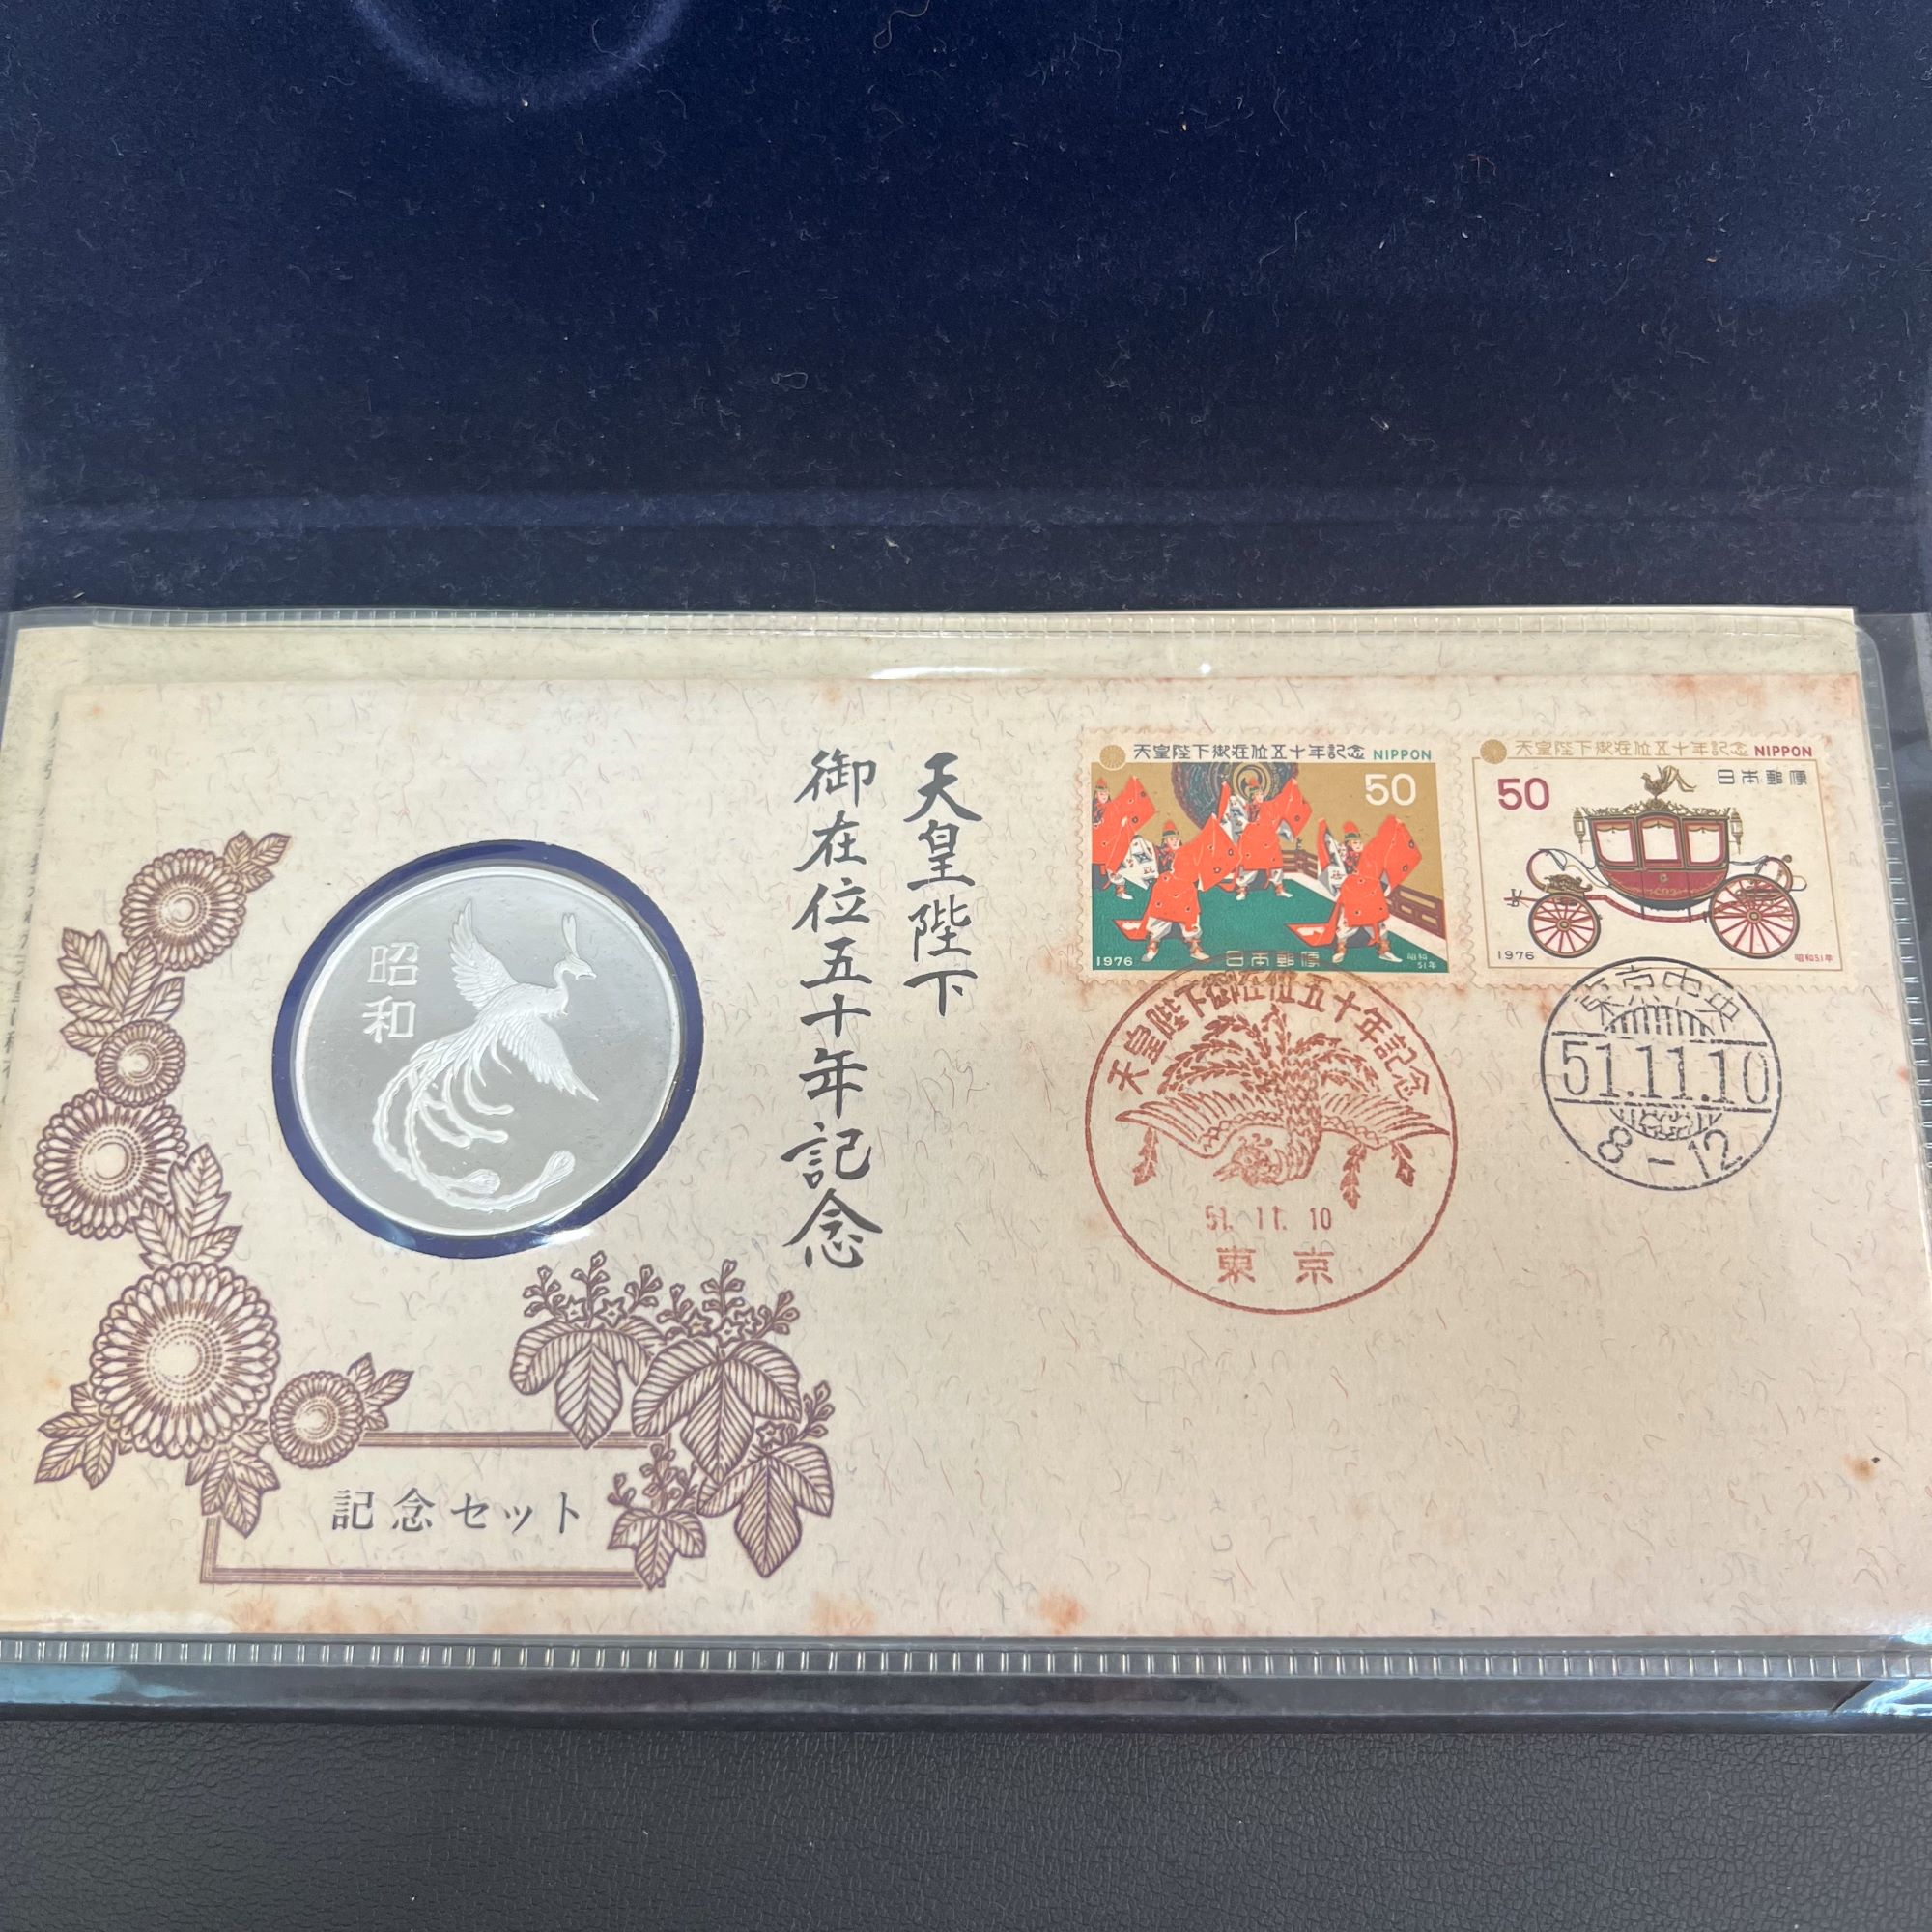 天皇陛下
御在位五十年記念
昭和
記念セット
天皇陛下御在位五十年記念 NIPPON
50
1976
日本郵便
昭和
51年
天皇陛下御在位五十年記念 NIPPON
50
日本郵便
1976
昭和51年
天皇陛下御在位五十年記念
51. 11. 10
東京
東京中央
51.11.10
8-12